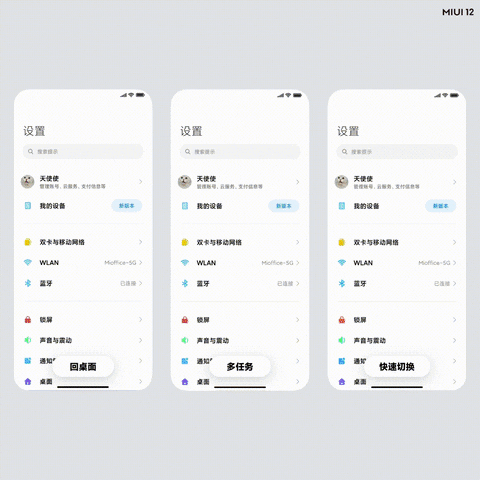 MIUI 12
设置
搜索提示
天使使
管理账号、云服务、支付信息等
我的设备
新版本
双卡与移动网络
WLAN
Mioffice-5G
蓝牙
已连接
锁屏
声音与震动
通知
回桌面
桌面
设置
搜索提示
天使使
管理账号、云服务、支付信息等
我的设备
新版本
双卡与移动网络
WLAN
Mioffice-5G
蓝牙
已连接
锁屏
声音与震动
通知
多任务
桌面
设置
搜索提示
天使使
管理账号、云服务、支付信息等
我的设备
新版本
双卡与移动网络
WLAN
Mioffice-5G
蓝牙
已连接
锁屏
声音与震动
通知
快速切换
桌面